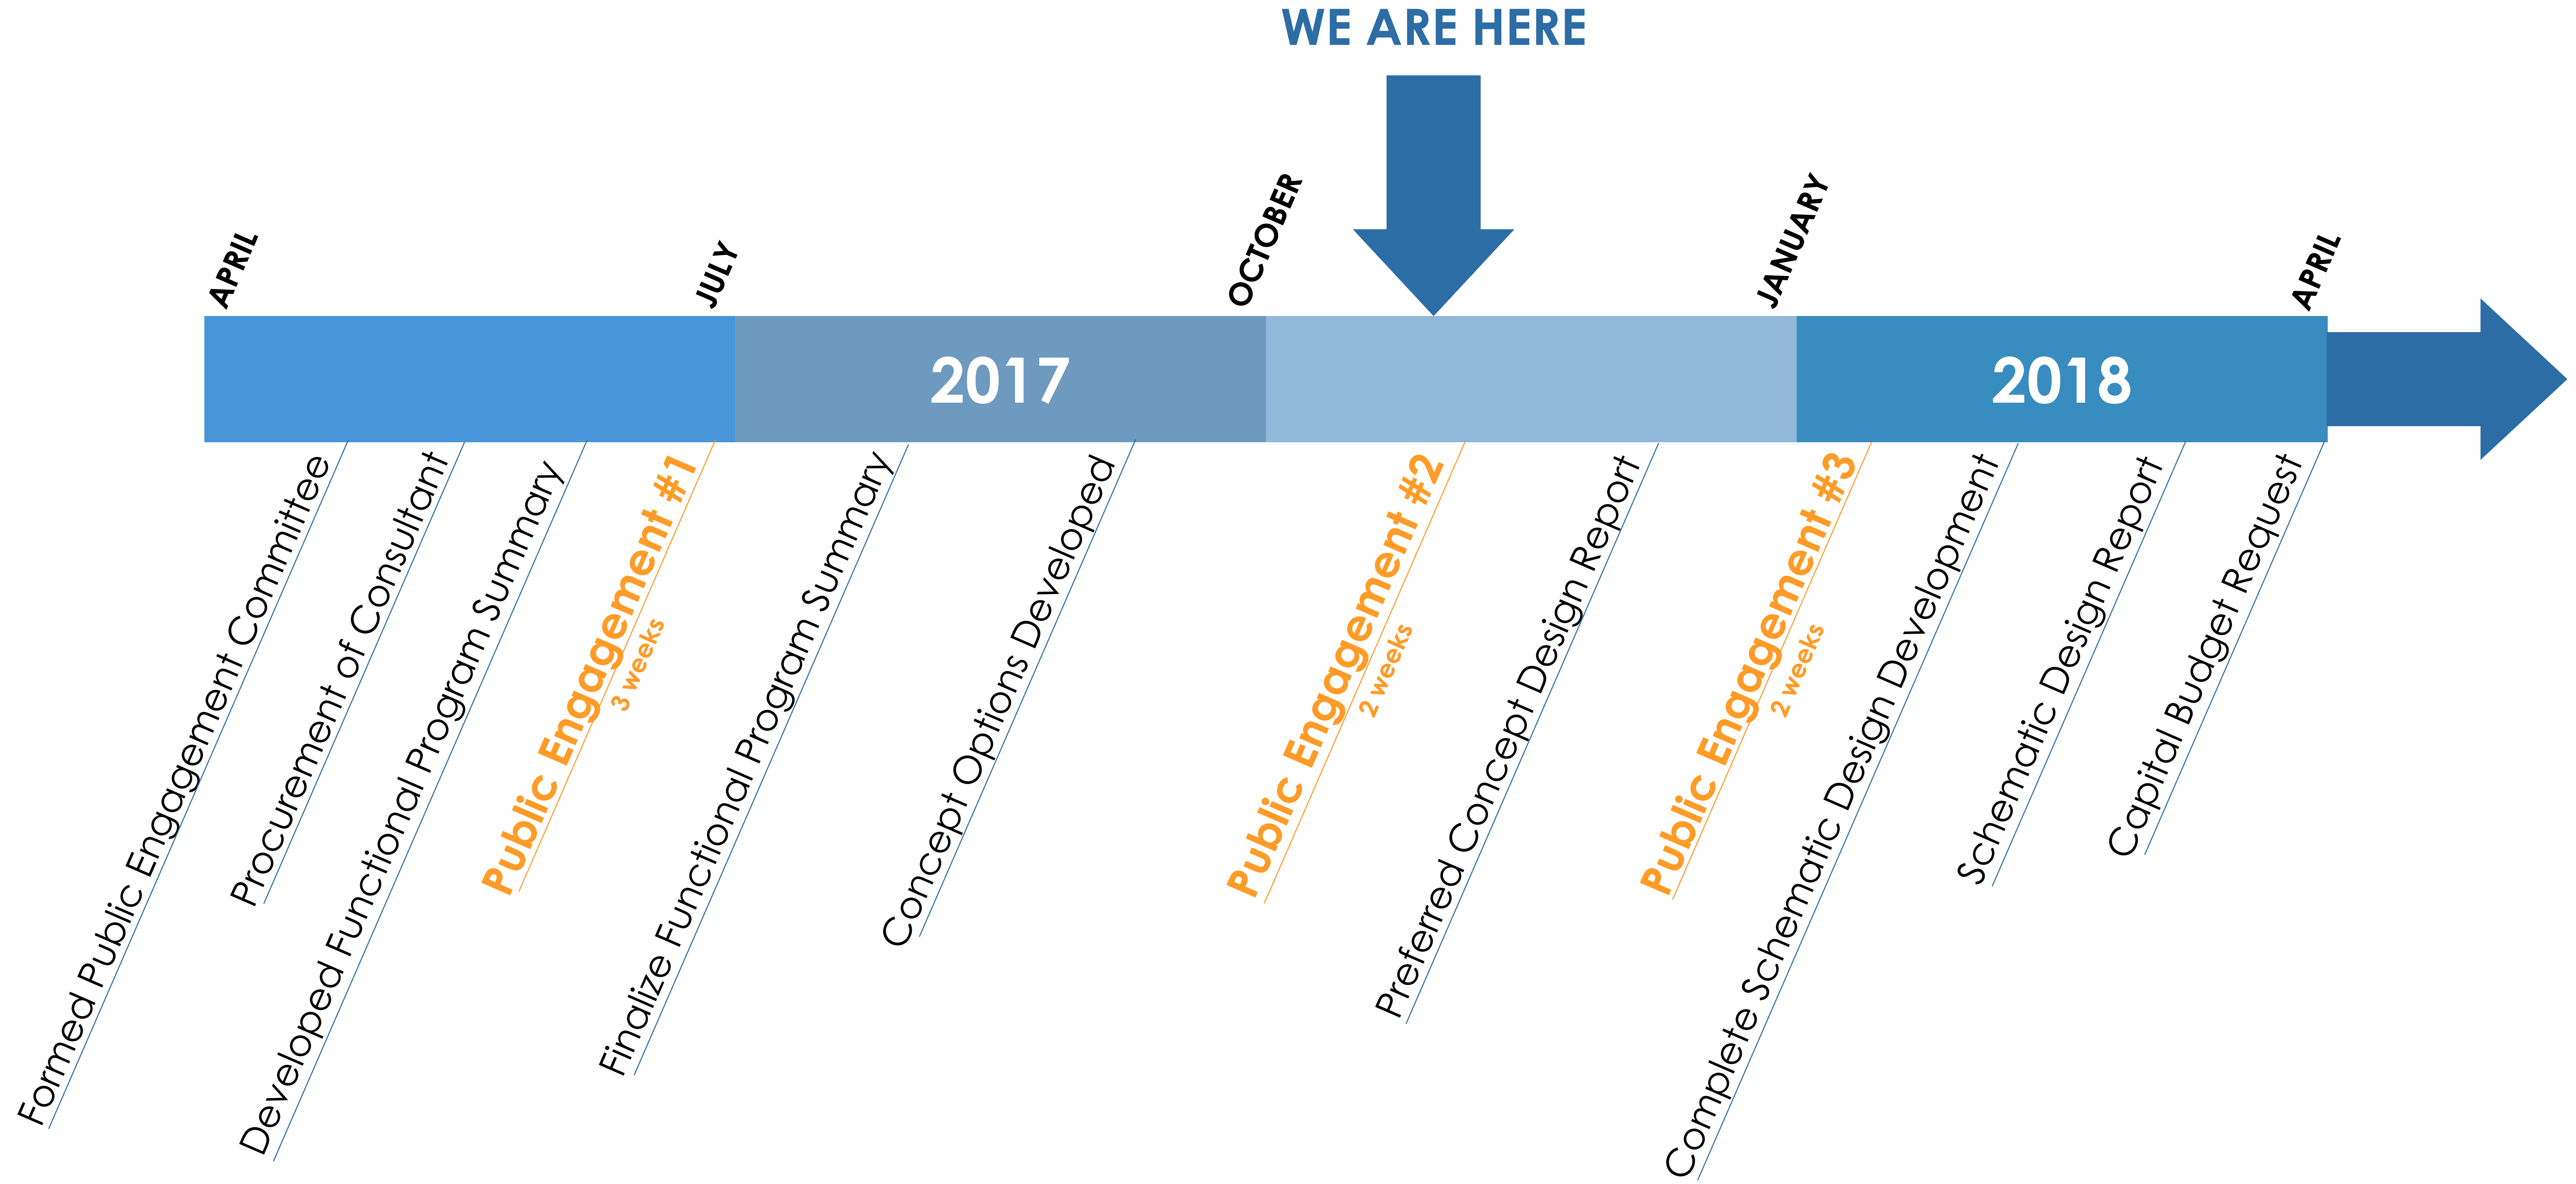 WE ARE HERE
APRIL
JULY
OCTOBER
JANUARY
APRIL
2017
2018
Formed Public Engagement Committee
Procurement of Consultant
Developed Functional Program Summary
Public Engagement #1
3 weeks
Finalize Functional Program Summary
Concept Options Developed
Public Engagement #2
2 weeks
Preferred Concept Design Report
Public Engagement #3
2 weeks
Complete Schematic Design Development
Schematic Design Report
Capital Budget Request